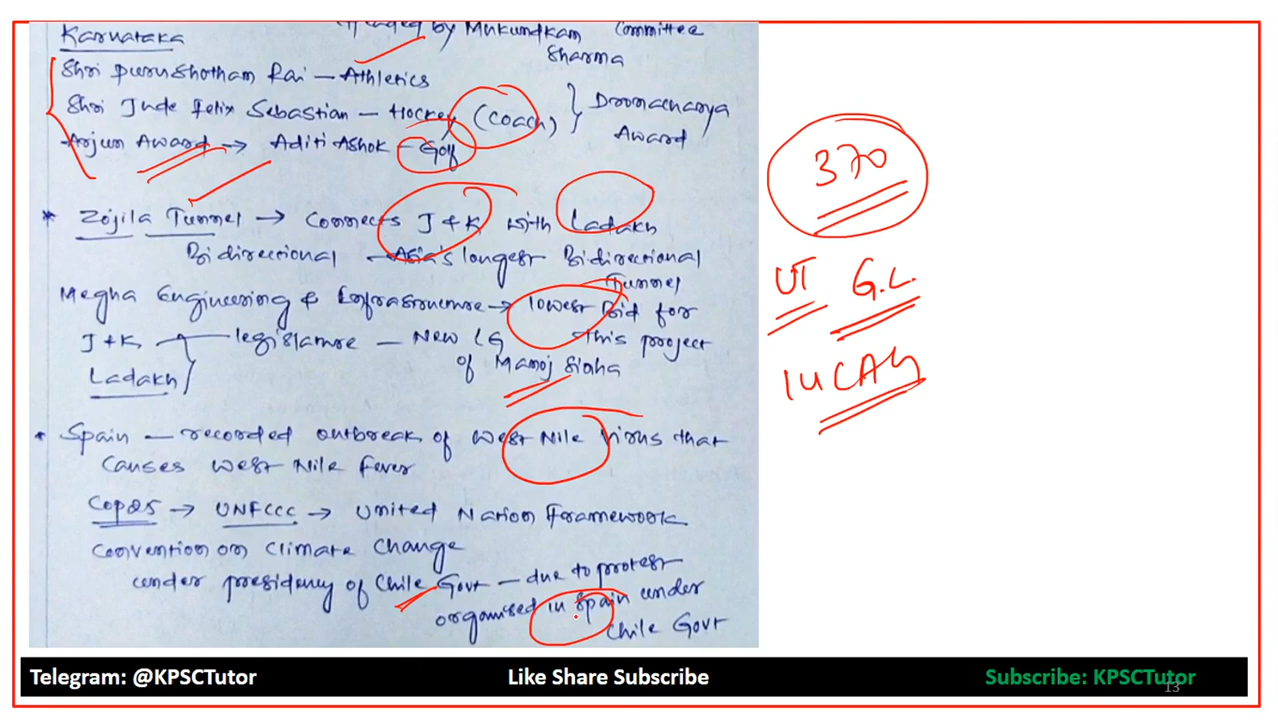 Headed by Mukundkam Committee
Karnataka
Sharma
Shri Purushotham Rai – Athletics
Shri Jude Felix Sebastian – Hockey (Coach) } Dronacharya
Arjun Award → Aditi Ashok – Golf
Award
* Zojila Tunnel → Connects J & K with Ladakh
Bidirectional – Asia's longest Bidirectional
Tunnel
Megha Engineering & Infrastructure → lowest Bid for
J & K – legislature – New LG this project
Ladakh of Manoj Sinha
* Spain – recorded outbreak of West Nile Virus that
causes West Nile Fever
Cop25 → UNFCCC → United Nation Framework
Convention on Climate Change
under presidency of Chile Govt – due to protest
organised in Spain under
Chile Govt
370
UT G.L.
Telegram: @KPSCTutor
Like Share Subscribe
Subscribe: KPSCTutor
13